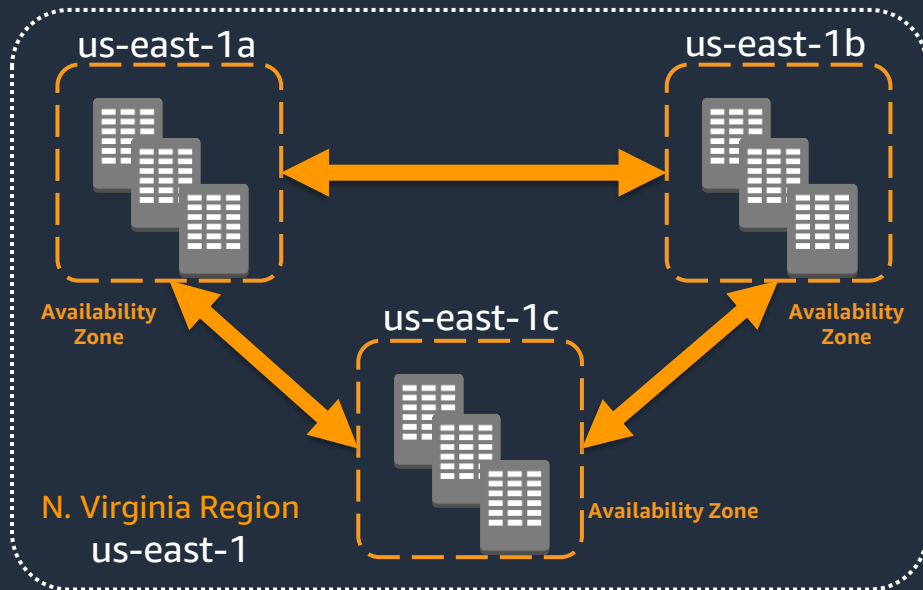 us-east-1a
us-east-1b
Availability
Zone
us-east-1c
Availability
Zone
N. Virginia Region
us-east-1
Availability Zone